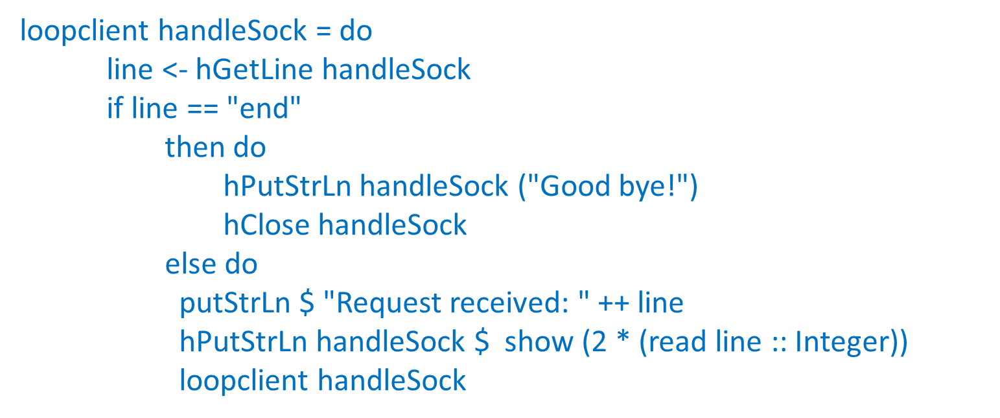 loopclient handleSock = do
line <- hGetLine handleSock
if line == "end"
then do
hPutStrLn handleSock ("Good bye!")
hClose handleSock
else do
putStrLn $ "Request received: " ++ line
hPutStrLn handleSock $  show (2 * (read line :: Integer))
loopclient handleSock